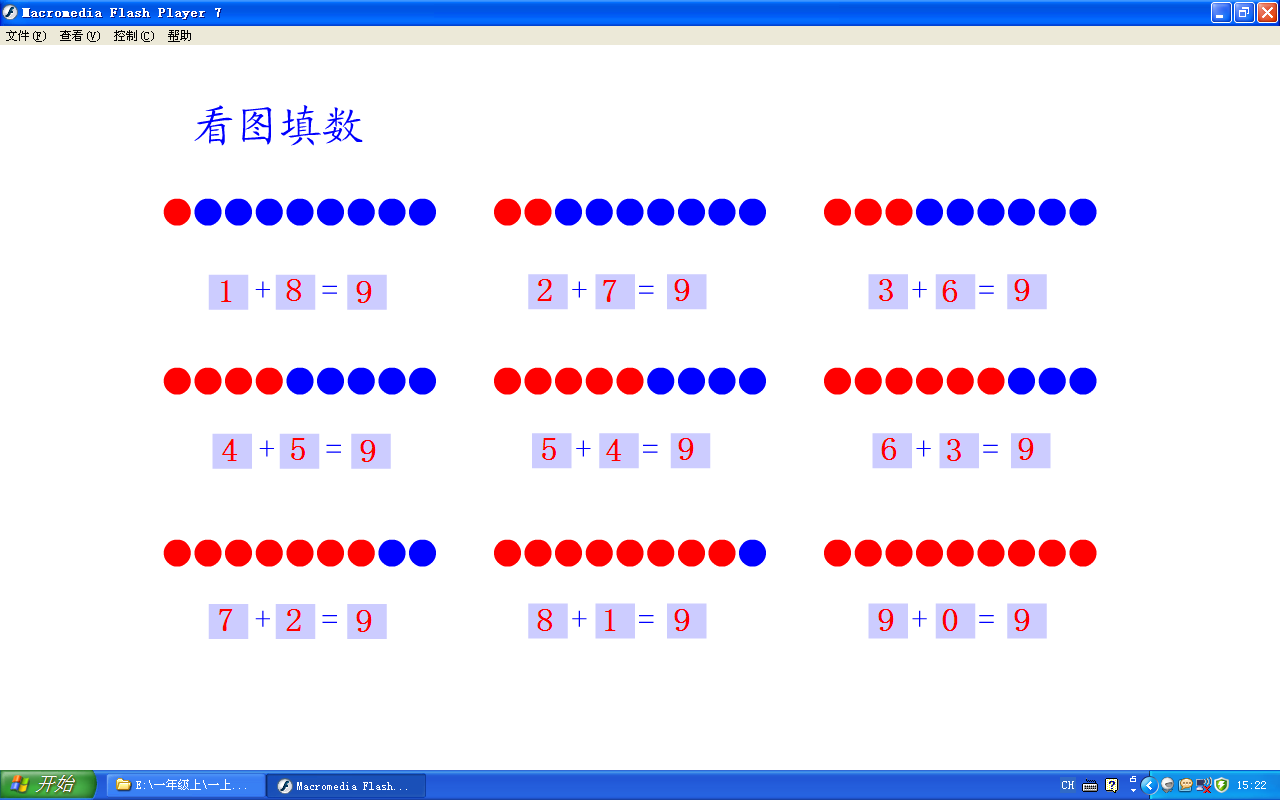 Macromedia Flash Player 7
文件(F) 查看(V) 控制(C) 帮助
看图填数
1 + 8 = 9 2 + 7 = 9 3 + 6 = 9
4 + 5 = 9 5 + 4 = 9 6 + 3 = 9
7 + 2 = 9 8 + 1 = 9 9 + 0 = 9
开始 E:\一年级上\一上... Macromedia Flash... CH 15:22